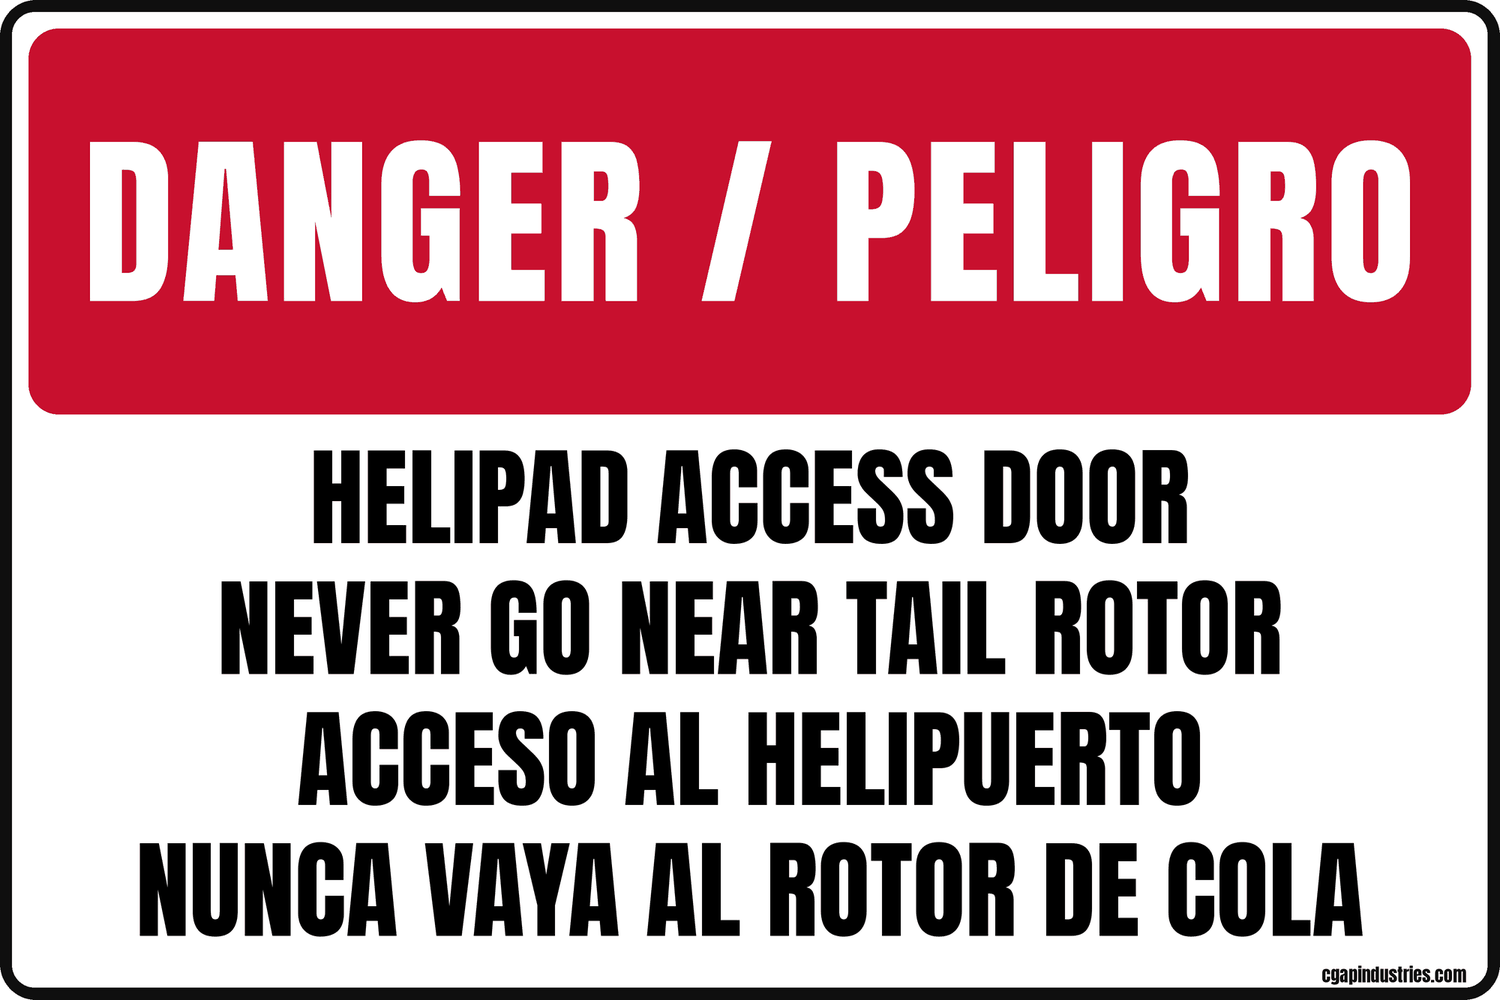 DANGER / PELIGRO
HELIPAD ACCESS DOOR
NEVER GO NEAR TAIL ROTOR
ACCESO AL HELIPUERTO
NUNCA VAYA AL ROTOR DE COLA
cgapindustries.com